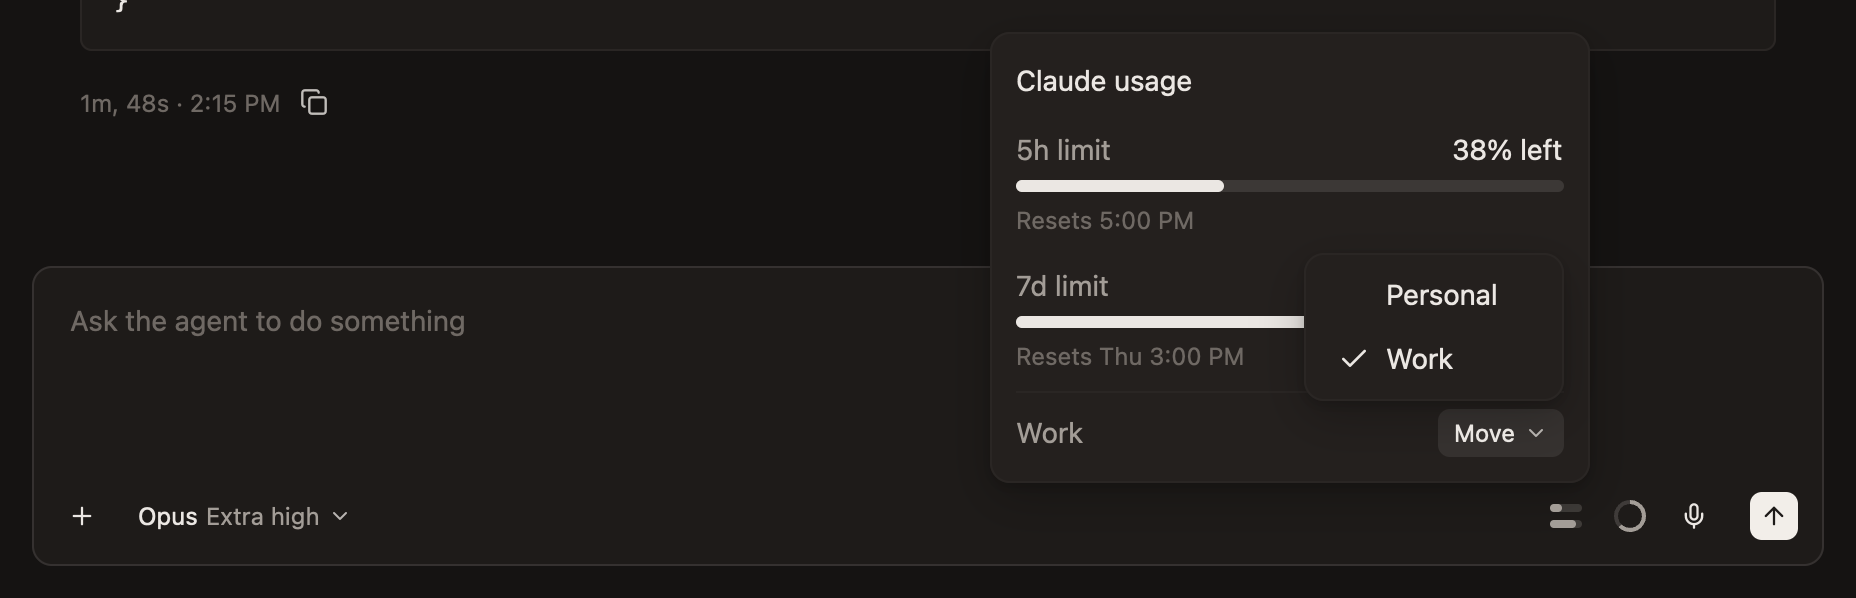 }
1m, 48s · 2:15 PM
Claude usage
5h limit 38% left
Resets 5:00 PM
7d limit
Resets Thu 3:00 PM
Personal
Work
Work Move
Ask the agent to do something
Opus Extra high